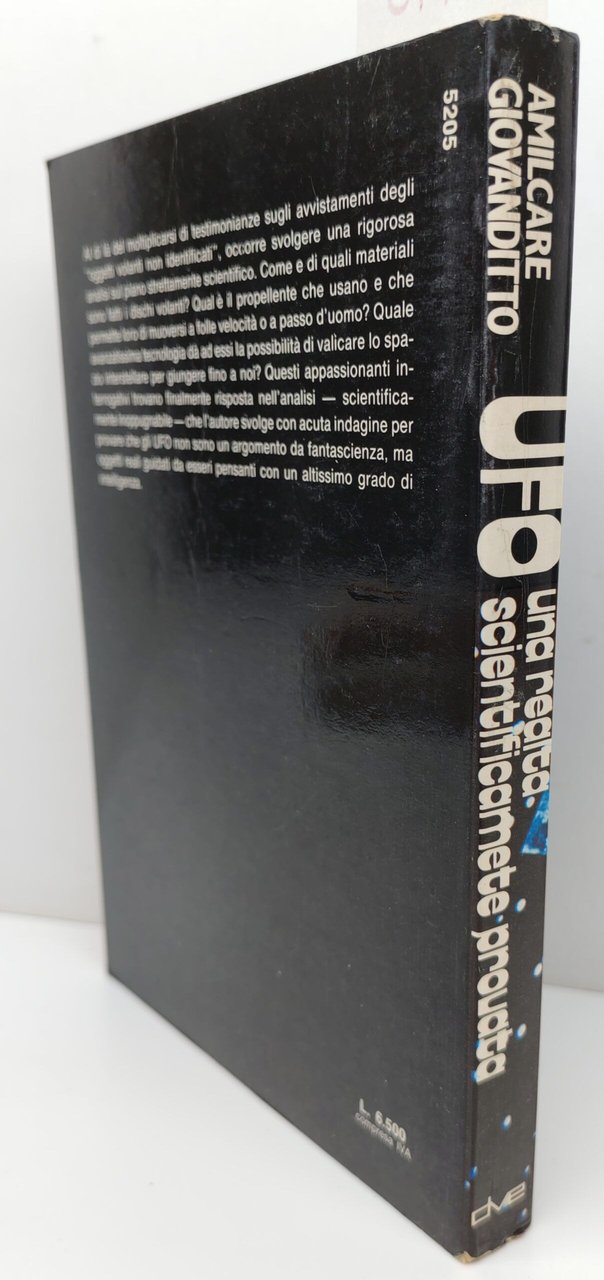 AMILCARE
GIOVANDITTO
UFO una realtà
scientificamete provata
dve
5205
Al di là del moltiplicarsi di testimonianze sugli avvistamenti degli
"oggetti volanti non identificati", occorre svolgere una rigorosa
analisi sul piano strettamente scientifico. Come e di quali materiali
sono fatti i dischi volanti? Qual è il propellente che usano e che
permette loro di muoversi a folle velocità o a passo d'uomo? Quale
avanzatissima tecnologia dà ad essi la possibilità di valicare lo spa-
zio interstellare per giungere fino a noi? Questi appassionanti in-
terrogativi trovano finalmente risposta nell'analisi — scientifica-
mente ineppugnabile — che l'autore svolge con acuta indagine per
provare che gli UFO non sono un argomento da fantascienza, ma
oggetti reali guidati da esseri pensanti con un altissimo grado di
intelligenza.
L. 6.500
compresa IVA